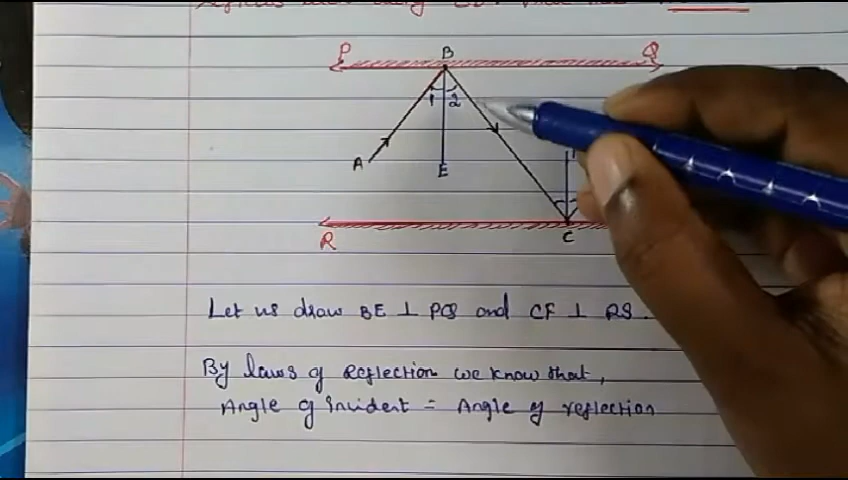 P B Q
1 2
A
E
R
C
Let us draw BE ⊥ PQ and CF ⊥ RS.
By laws of reflection we know that,
Angle of incident = Angle of reflection